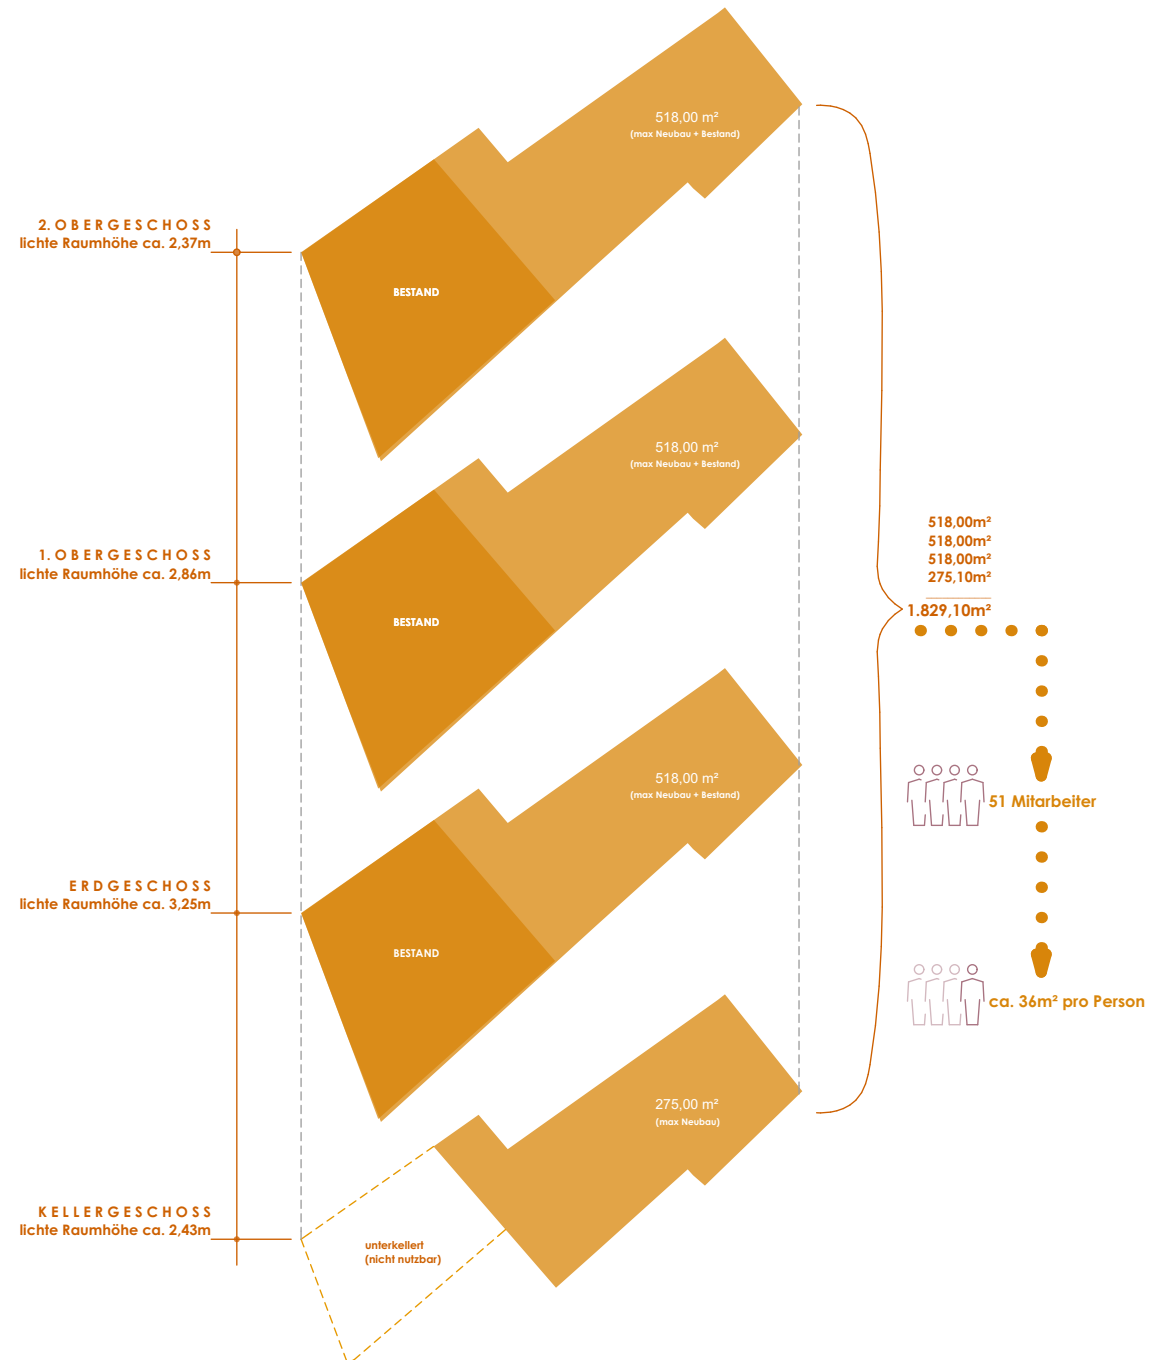 518,00 m²
(max Neubau + Bestand)
2. OBERGESCHOSS
lichte Raumhöhe ca. 2,37m
BESTAND
518,00 m²
(max Neubau + Bestand)
1. OBERGESCHOSS
lichte Raumhöhe ca. 2,86m
BESTAND
518,00m²
518,00m²
518,00m²
275,10m²
1.829,10m²
518,00 m²
(max Neubau + Bestand)
51 Mitarbeiter
ERDGESCHOSS
lichte Raumhöhe ca. 3,25m
BESTAND
ca. 36m² pro Person
275,00 m²
(max Neubau)
KELLERGESCHOSS
lichte Raumhöhe ca. 2,43m
unterkellert
(nicht nutzbar)